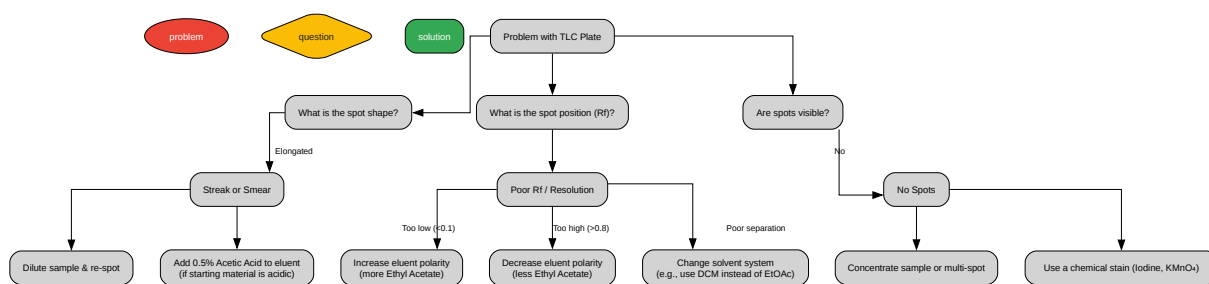 problem
question
solution
Problem with TLC Plate
What is the spot shape?
What is the spot position (Rf)?
Are spots visible?
Elongated
No
Streak or Smear
Poor Rf / Resolution
No Spots
Too low (<0.1)
Too high (>0.8)
Poor separation
Dilute sample & re-spot
Add 0.5% Acetic Acid to eluent
(if starting material is acidic)
Increase eluent polarity
(more Ethyl Acetate)
Decrease eluent polarity
(less Ethyl Acetate)
Change solvent system
(e.g., use DCM instead of EtOAc)
Concentrate sample or multi-spot
Use a chemical stain (Iodine, KMnO₄)